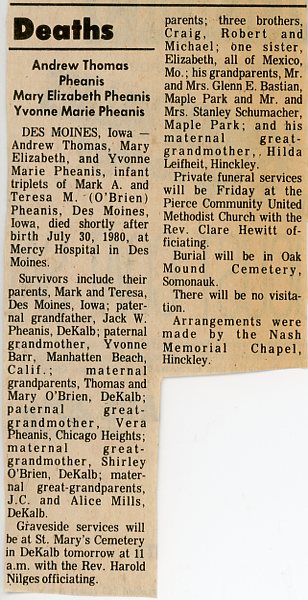 Deaths
Andrew Thomas
Pheanis
Mary Elizabeth Pheanis
Yvonne Marie Pheanis
DES MOINES, Iowa —
Andrew Thomas, Mary
Elizabeth, and Yvonne
Marie Pheanis, infant
triplets of Mark A. and
Teresa M. (O'Brien)
Pheanis, Des Moines,
Iowa, died shortly after
birth July 30, 1980, at
Mercy Hospital in Des
Moines.
Survivors include their
parents, Mark and Teresa,
Des Moines, Iowa; pater-
nal grandfather, Jack W.
Pheanis, DeKalb; paternal
grandmother, Yvonne
Barr, Manhatten Beach,
Calif.; maternal
grandparents, Thomas and
Mary O'Brien, DeKalb;
paternal great-
grandmother, Vera
Pheanis, Chicago Heights;
maternal great-
grandmother, Shirley
O'Brien, DeKalb; mater-
nal great-grandparents,
J.C. and Alice Mills,
DeKalb.
Graveside services will
be at St. Mary's Cemetery
in DeKalb tomorrow at 11
a.m. with the Rev. Harold
Nilges officiating.
parents; three brothers,
Craig, Robert and
Michael; one sister,
Elizabeth, all of Mexico,
Mo.; his grandparents, Mr.
and Mrs. Glenn E. Bastian,
Maple Park and Mr. and
Mrs. Stanley Schumacher,
Maple Park; and his
maternal great-
grandmother, Hilda
Leifheit, Hinckley.
Private funeral services
will be Friday at the
Pierce Community United
Methodist Church with the
Rev. Clare Hewitt of-
ficiating.
Burial will be in Oak
Mound Cemetery,
Somonauk.
There will be no visita-
tion.
Arrangements were
made by the Nash
Memorial Chapel,
Hinckley.